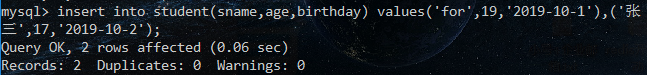 mysql> insert into student(sname,age,birthday) values('for',19,'2019-10-1'),('张
三',17,'2019-10-2');
Query OK, 2 rows affected (0.06 sec)
Records: 2  Duplicates: 0  Warnings: 0